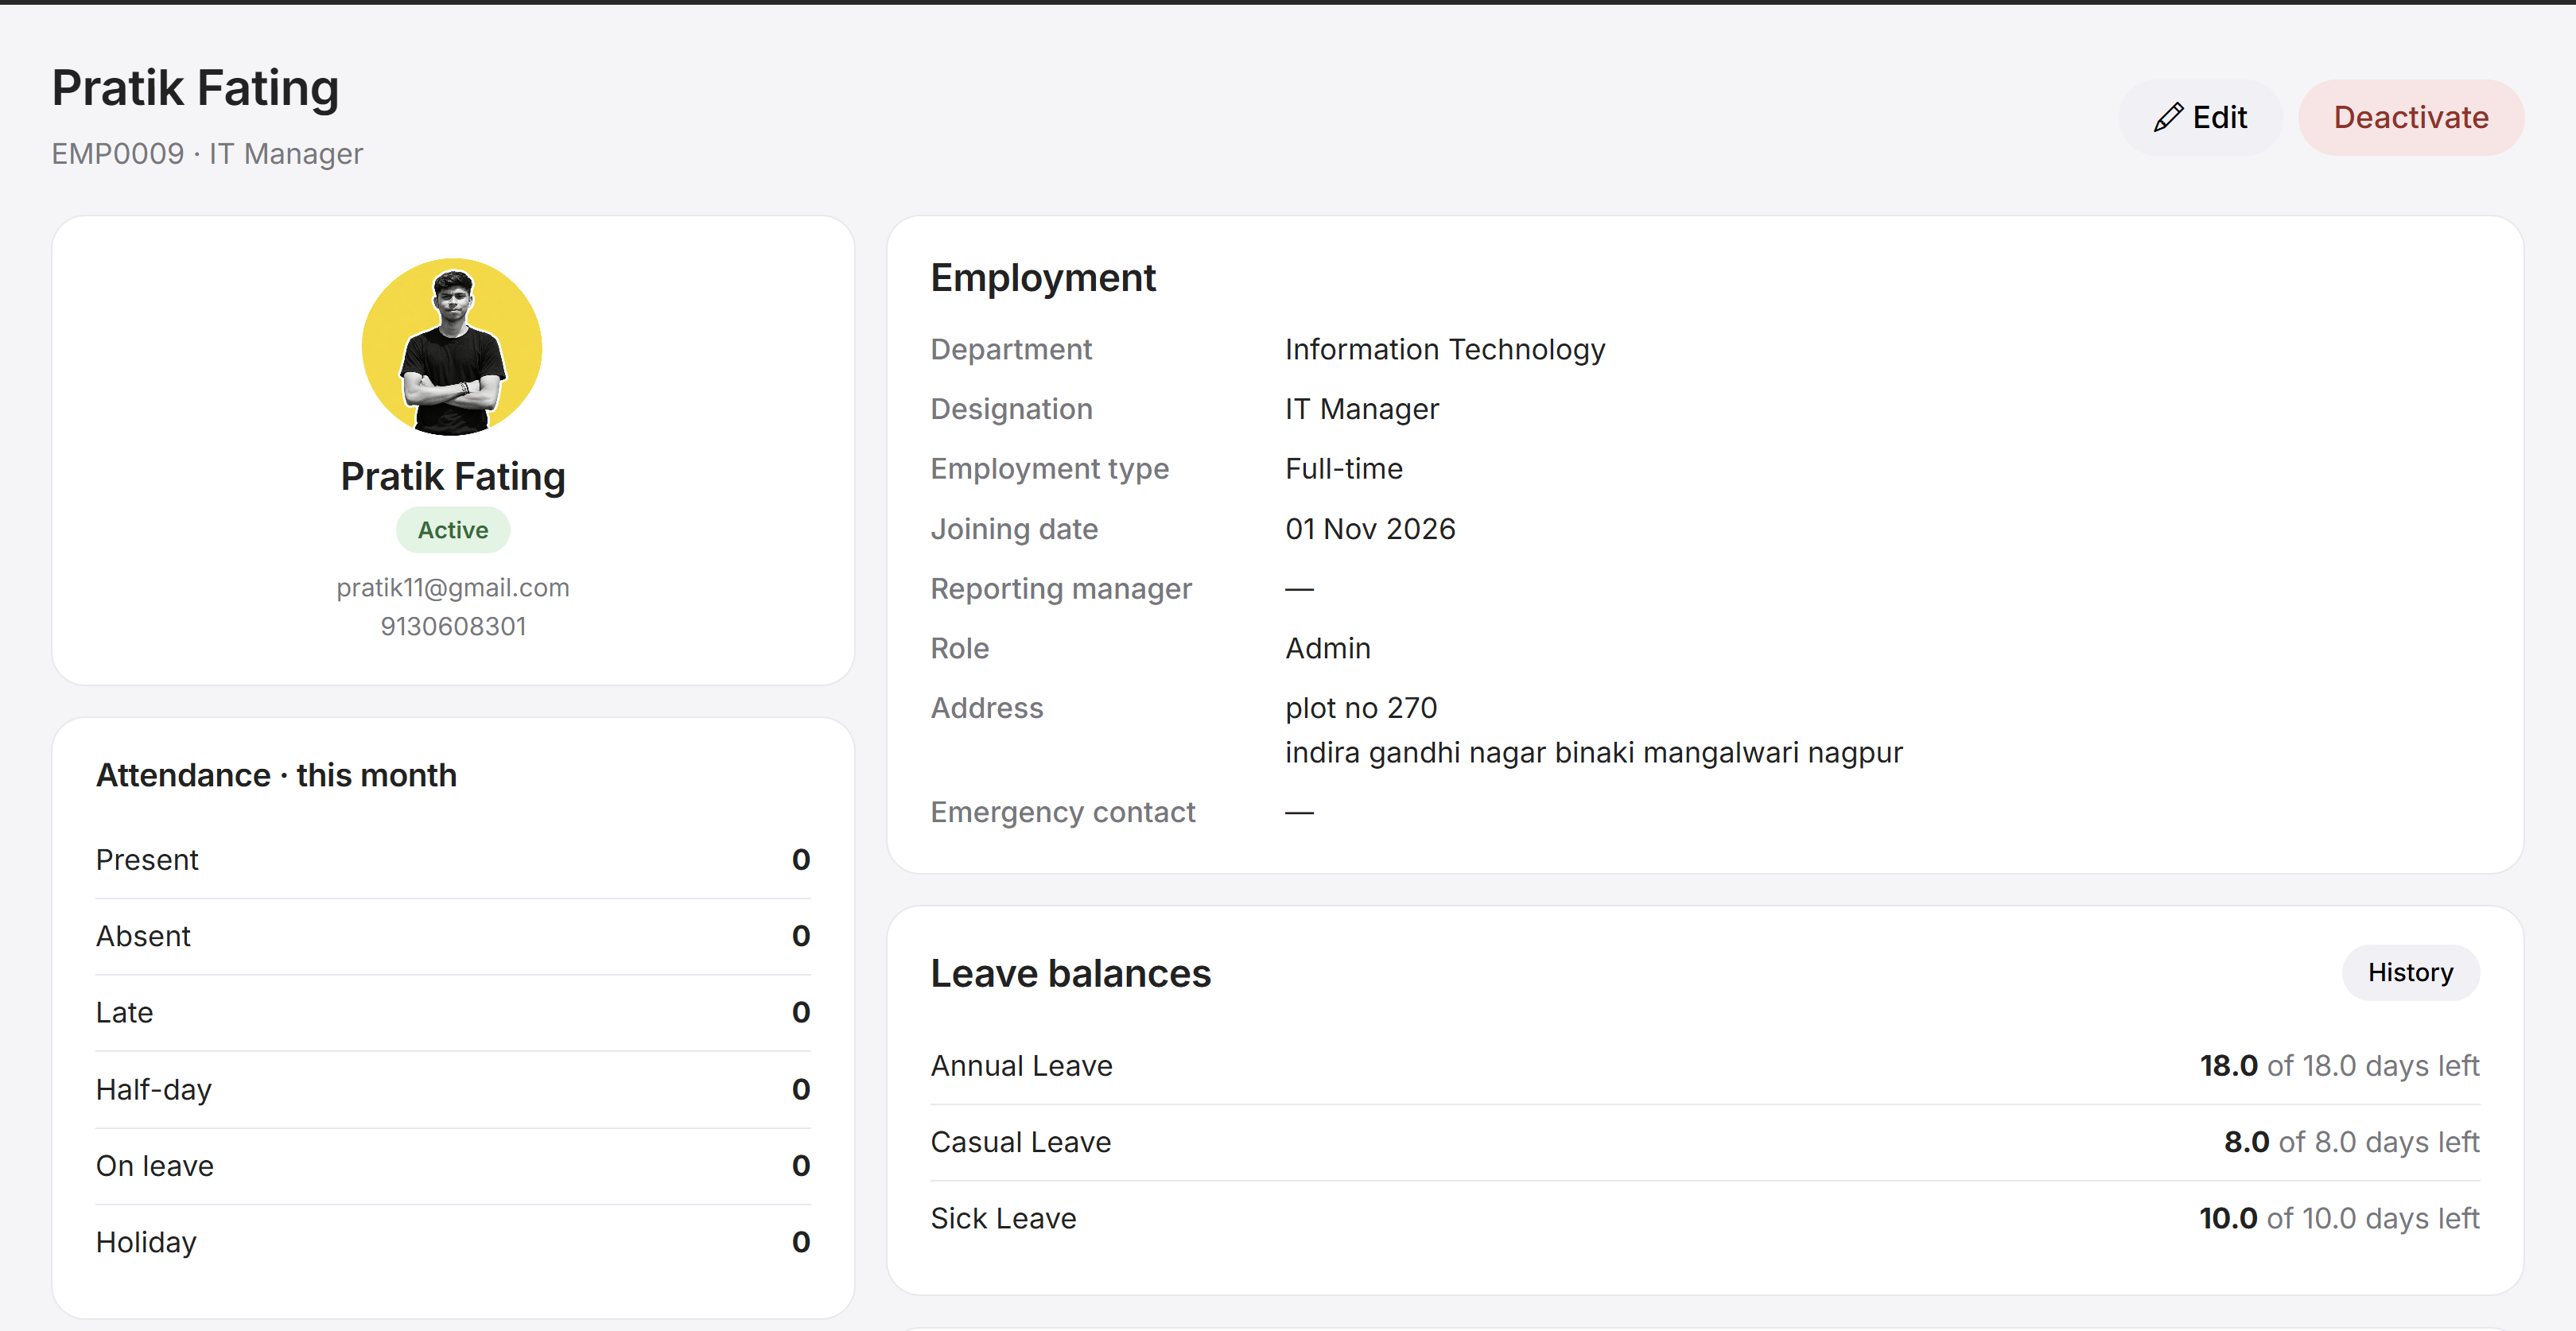 Pratik Fating
EMP0009 · IT Manager
Edit
Deactivate
Pratik Fating
Active
pratik11@gmail.com
9130608301
Attendance · this month
Present 0
Absent 0
Late 0
Half-day 0
On leave 0
Holiday 0
Employment
Department Information Technology
Designation IT Manager
Employment type Full-time
Joining date 01 Nov 2026
Reporting manager —
Role Admin
Address plot no 270
indira gandhi nagar binaki mangalwari nagpur
Emergency contact —
Leave balances
History
Annual Leave 18.0 of 18.0 days left
Casual Leave 8.0 of 8.0 days left
Sick Leave 10.0 of 10.0 days left